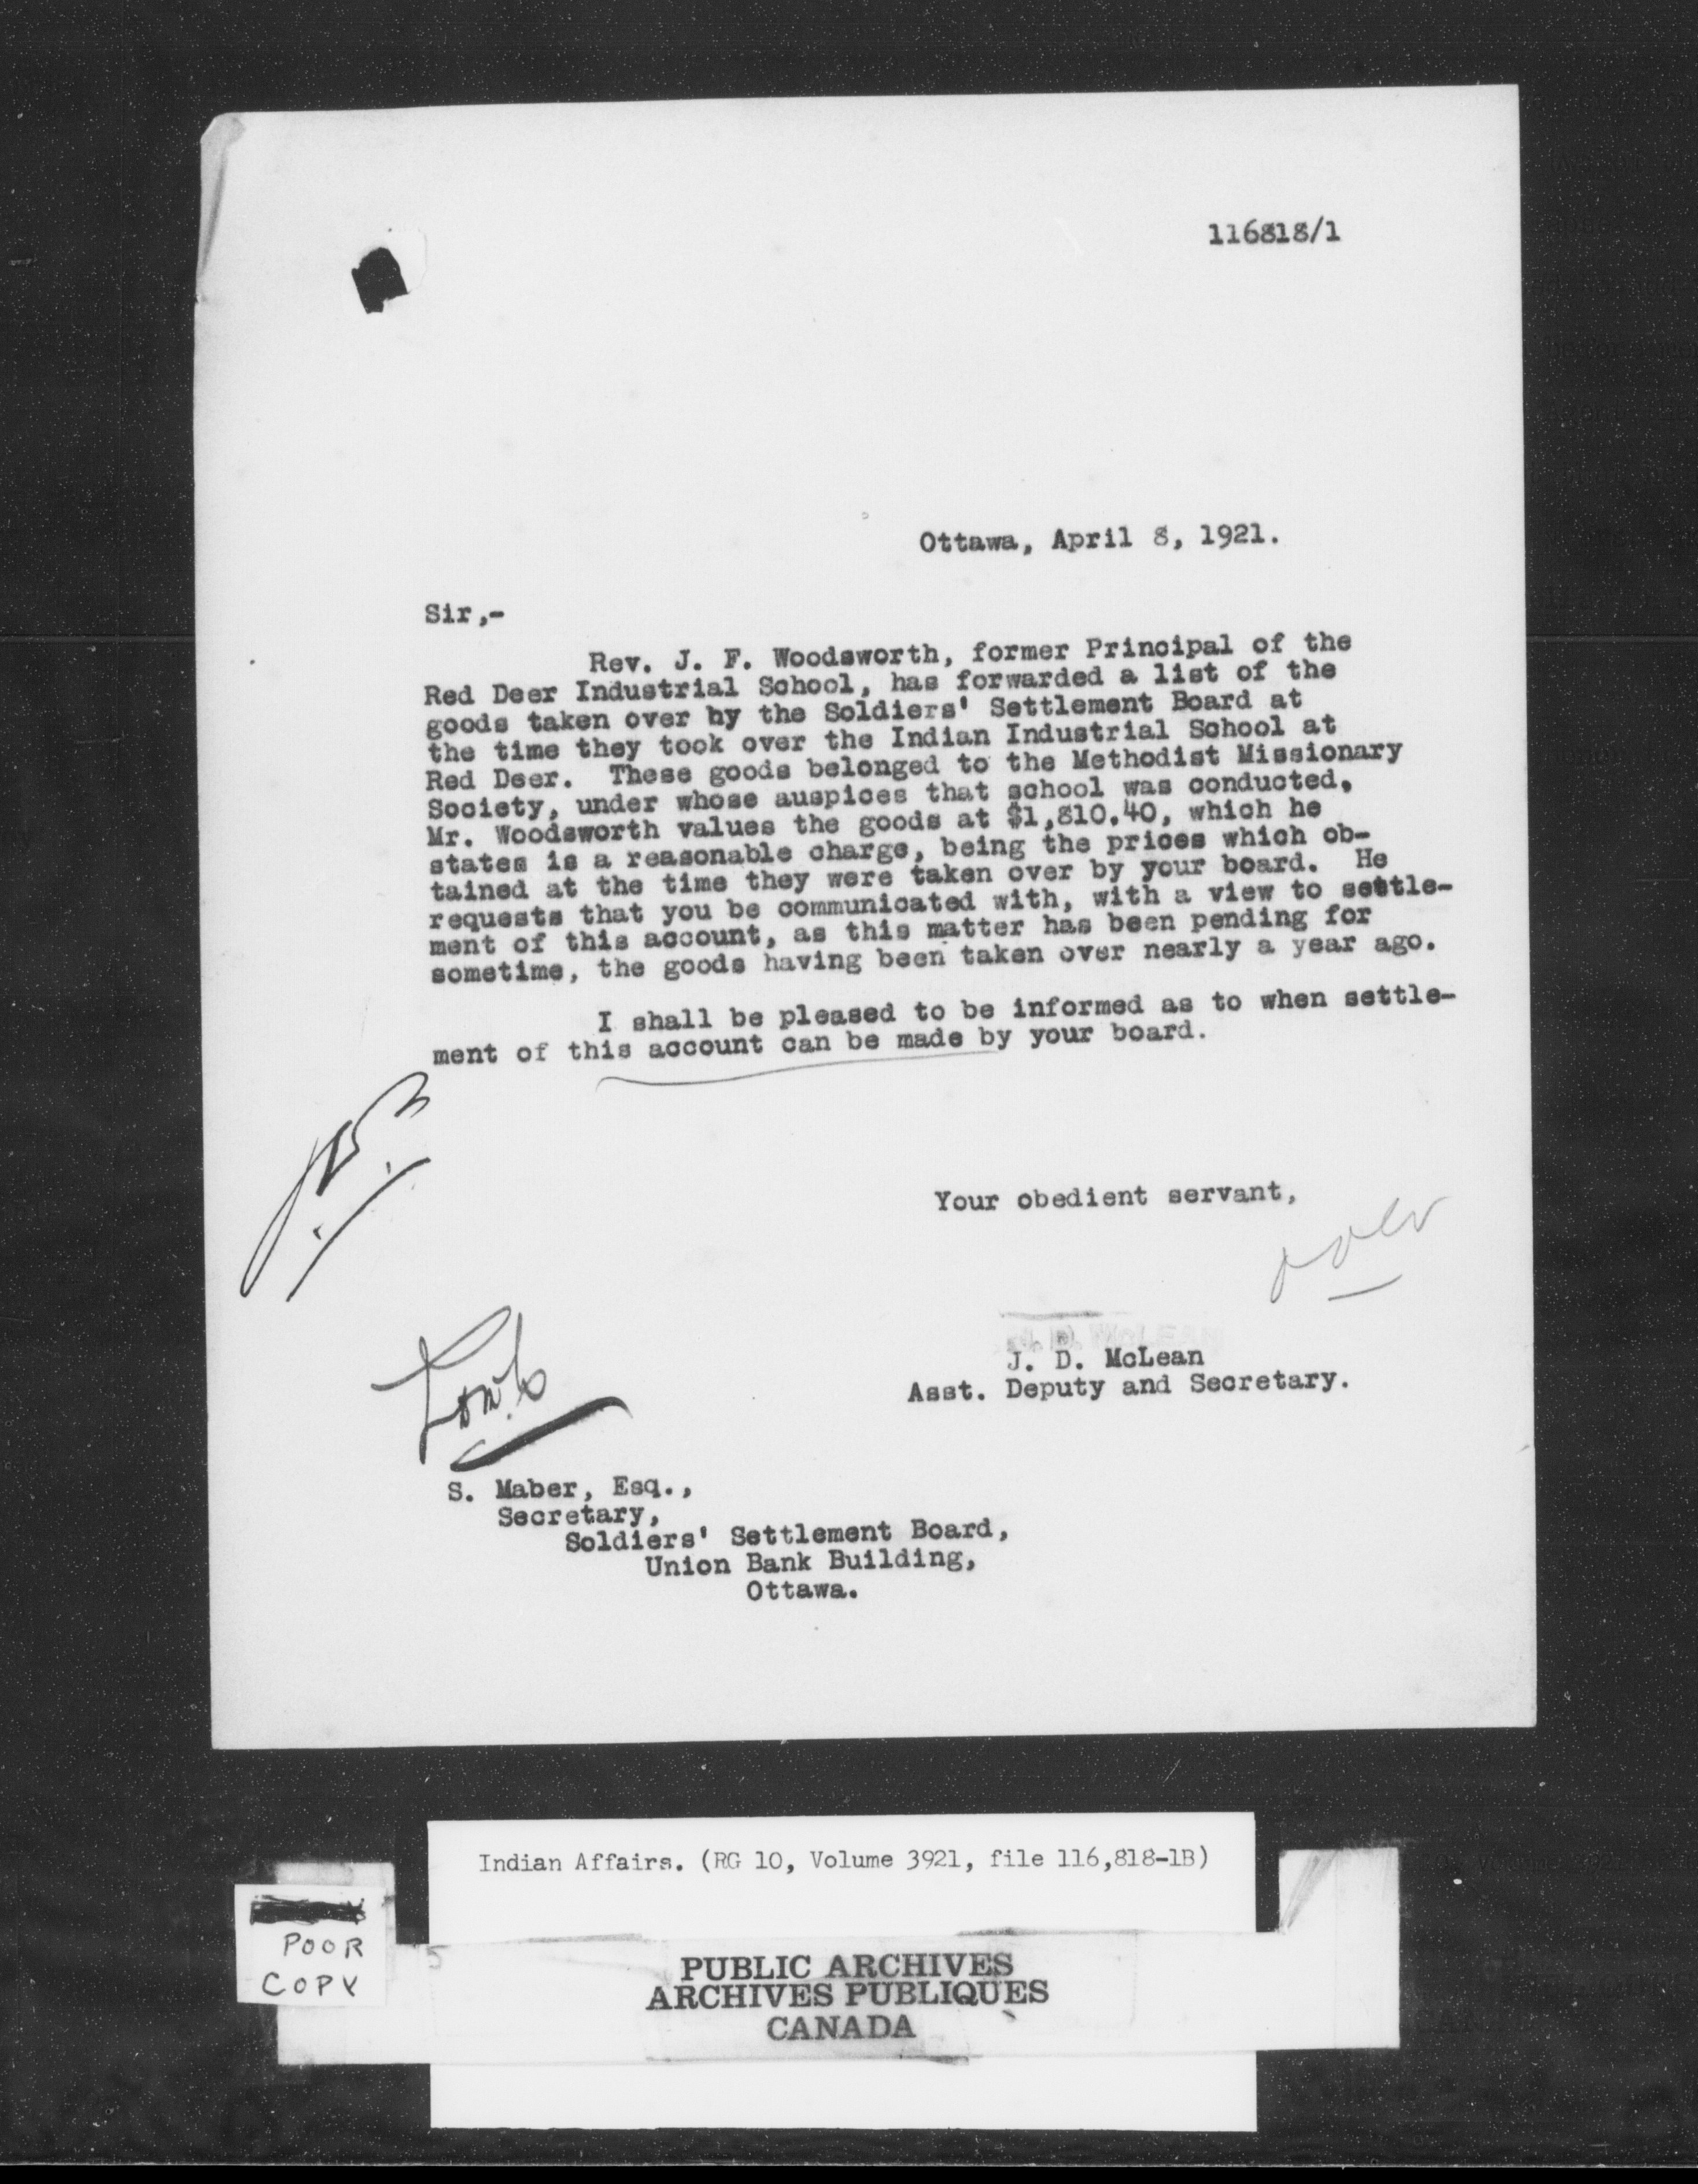 116818/1
Ottawa, April 8, 1921.
Sir,-
Rev. J. F. Woodsworth, former Principal of the
Red Deer Industrial School, has forwarded a list of the
goods taken over by the Soldiers' Settlement Board at
the time they took over the Indian Industrial School at
Red Deer. These goods belonged to the Methodist Missionary
Society, under whose auspices that school was conducted.
Mr. Woodsworth values the goods at $1,810.40, which he
states is a reasonable charge, being the prices which ob-
tained at the time they were taken over by your board. He
requests that you be communicated with, with a view to settle-
ment of this account, as this matter has been pending for
sometime, the goods having been taken over nearly a year ago.
I shall be pleased to be informed as to when settle-
ment of this account can be made by your board.
Your obedient servant,
J. D. McLEAN
J. D. McLean
Asst. Deputy and Secretary.
S. Maber, Esq.,
Secretary,
Soldiers' Settlement Board,
Union Bank Building,
Ottawa.
Indian Affairs. (RG 10, Volume 3921, file 116,818-1B)
POOR
COPY
5
PUBLIC ARCHIVES
ARCHIVES PUBLIQUES
CANADA